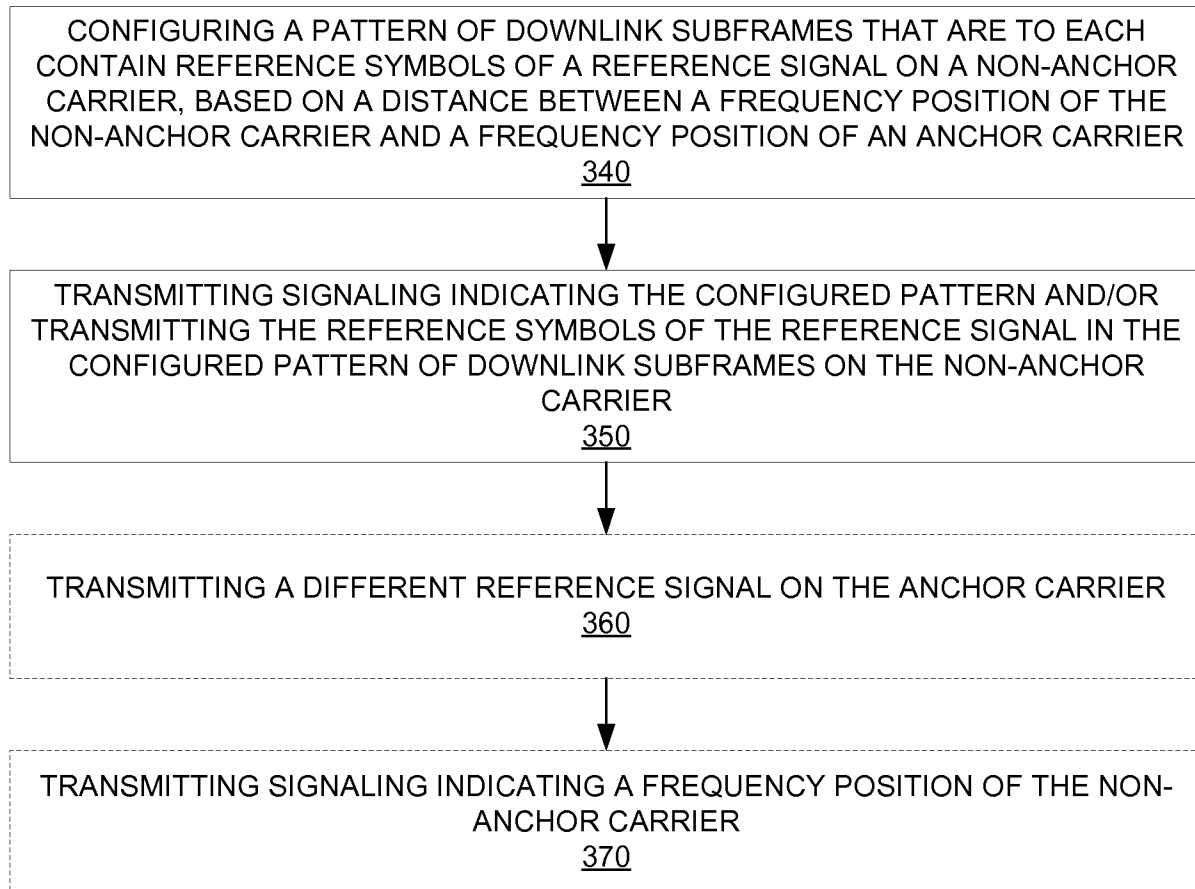 CONFIGURING A PATTERN OF DOWNLINK SUBFRAMES THAT ARE TO EACH
CONTAIN REFERENCE SYMBOLS OF A REFERENCE SIGNAL ON A NON-ANCHOR
CARRIER, BASED ON A DISTANCE BETWEEN A FREQUENCY POSITION OF THE
NON-ANCHOR CARRIER AND A FREQUENCY POSITION OF AN ANCHOR CARRIER
340
TRANSMITTING SIGNALING INDICATING THE CONFIGURED PATTERN AND/OR
TRANSMITTING THE REFERENCE SYMBOLS OF THE REFERENCE SIGNAL IN THE
CONFIGURED PATTERN OF DOWNLINK SUBFRAMES ON THE NON-ANCHOR
CARRIER
350
TRANSMITTING A DIFFERENT REFERENCE SIGNAL ON THE ANCHOR CARRIER
360
TRANSMITTING SIGNALING INDICATING A FREQUENCY POSITION OF THE NON-
ANCHOR CARRIER
370